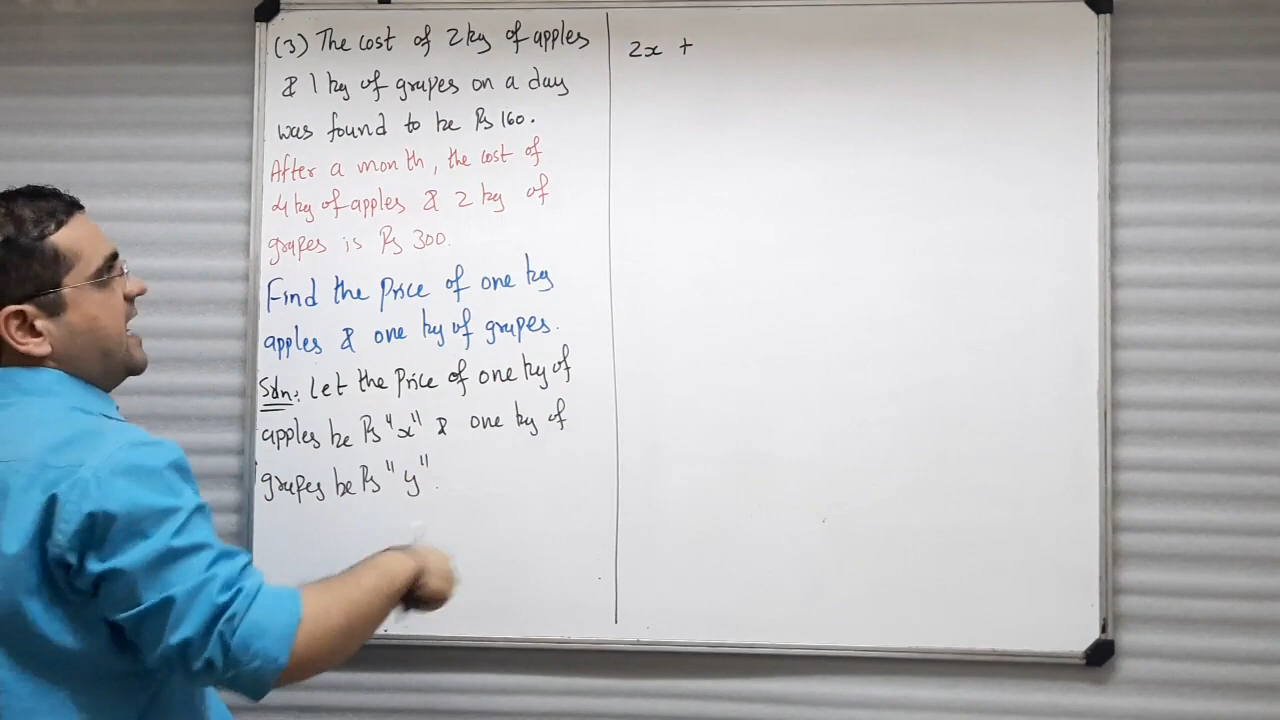 (3) The cost of 2kg of apples
& 1 kg of grapes on a day
was found to be Rs 160.
After a month, the cost of
4kg of apples & 2 kg of
grapes is Rs 300.
Find the Price of one kg
apples & one kg of grapes.
Soln: Let the Price of one kg of
apples be Rs "x" & one kg of
grapes be Rs "y".
2x +